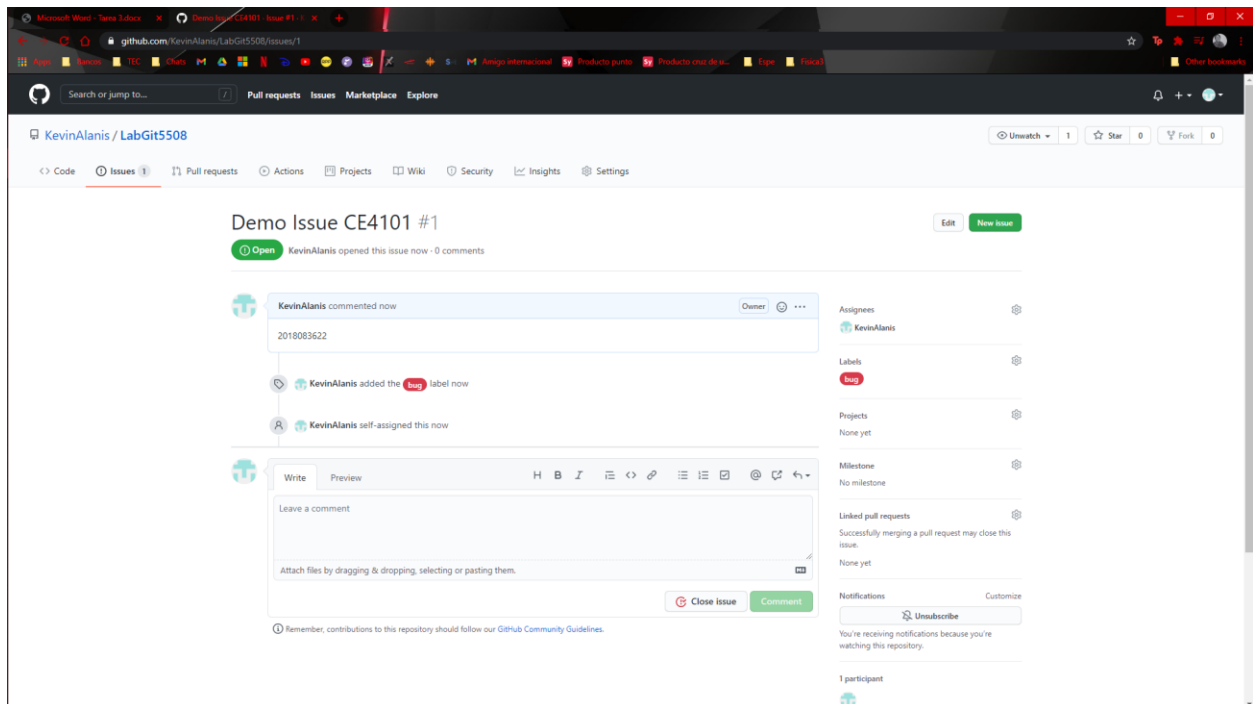 Microsoft Word - Tarea 3.docx
Demo Issue CE4101 · Issue #1 ·
github.com/KevinAlanis/LabGit5508/issues/1
Apps Bancos TEC Chats Amigo internacional Producto punto Producto cruz de u... Espe Fisica3 Other bookmarks
Search or jump to... / Pull requests Issues Marketplace Explore
KevinAlanis / LabGit5508 Unwatch 1 Star 0 Fork 0
Code Issues 1 Pull requests Actions Projects Wiki Security Insights Settings
Demo Issue CE4101 #1 Edit New issue
Open KevinAlanis opened this issue now · 0 comments
KevinAlanis commented now Owner
2018083622
KevinAlanis added the bug label now
KevinAlanis self-assigned this now
Write Preview
Leave a comment
Attach files by dragging & dropping, selecting or pasting them.
Close issue Comment
Remember, contributions to this repository should follow our GitHub Community Guidelines.
Assignees
KevinAlanis
Labels
bug
Projects
None yet
Milestone
No milestone
Linked pull requests
Successfully merging a pull request may close this
issue.
None yet
Notifications Customize
Unsubscribe
You're receiving notifications because you're
watching this repository.
1 participant